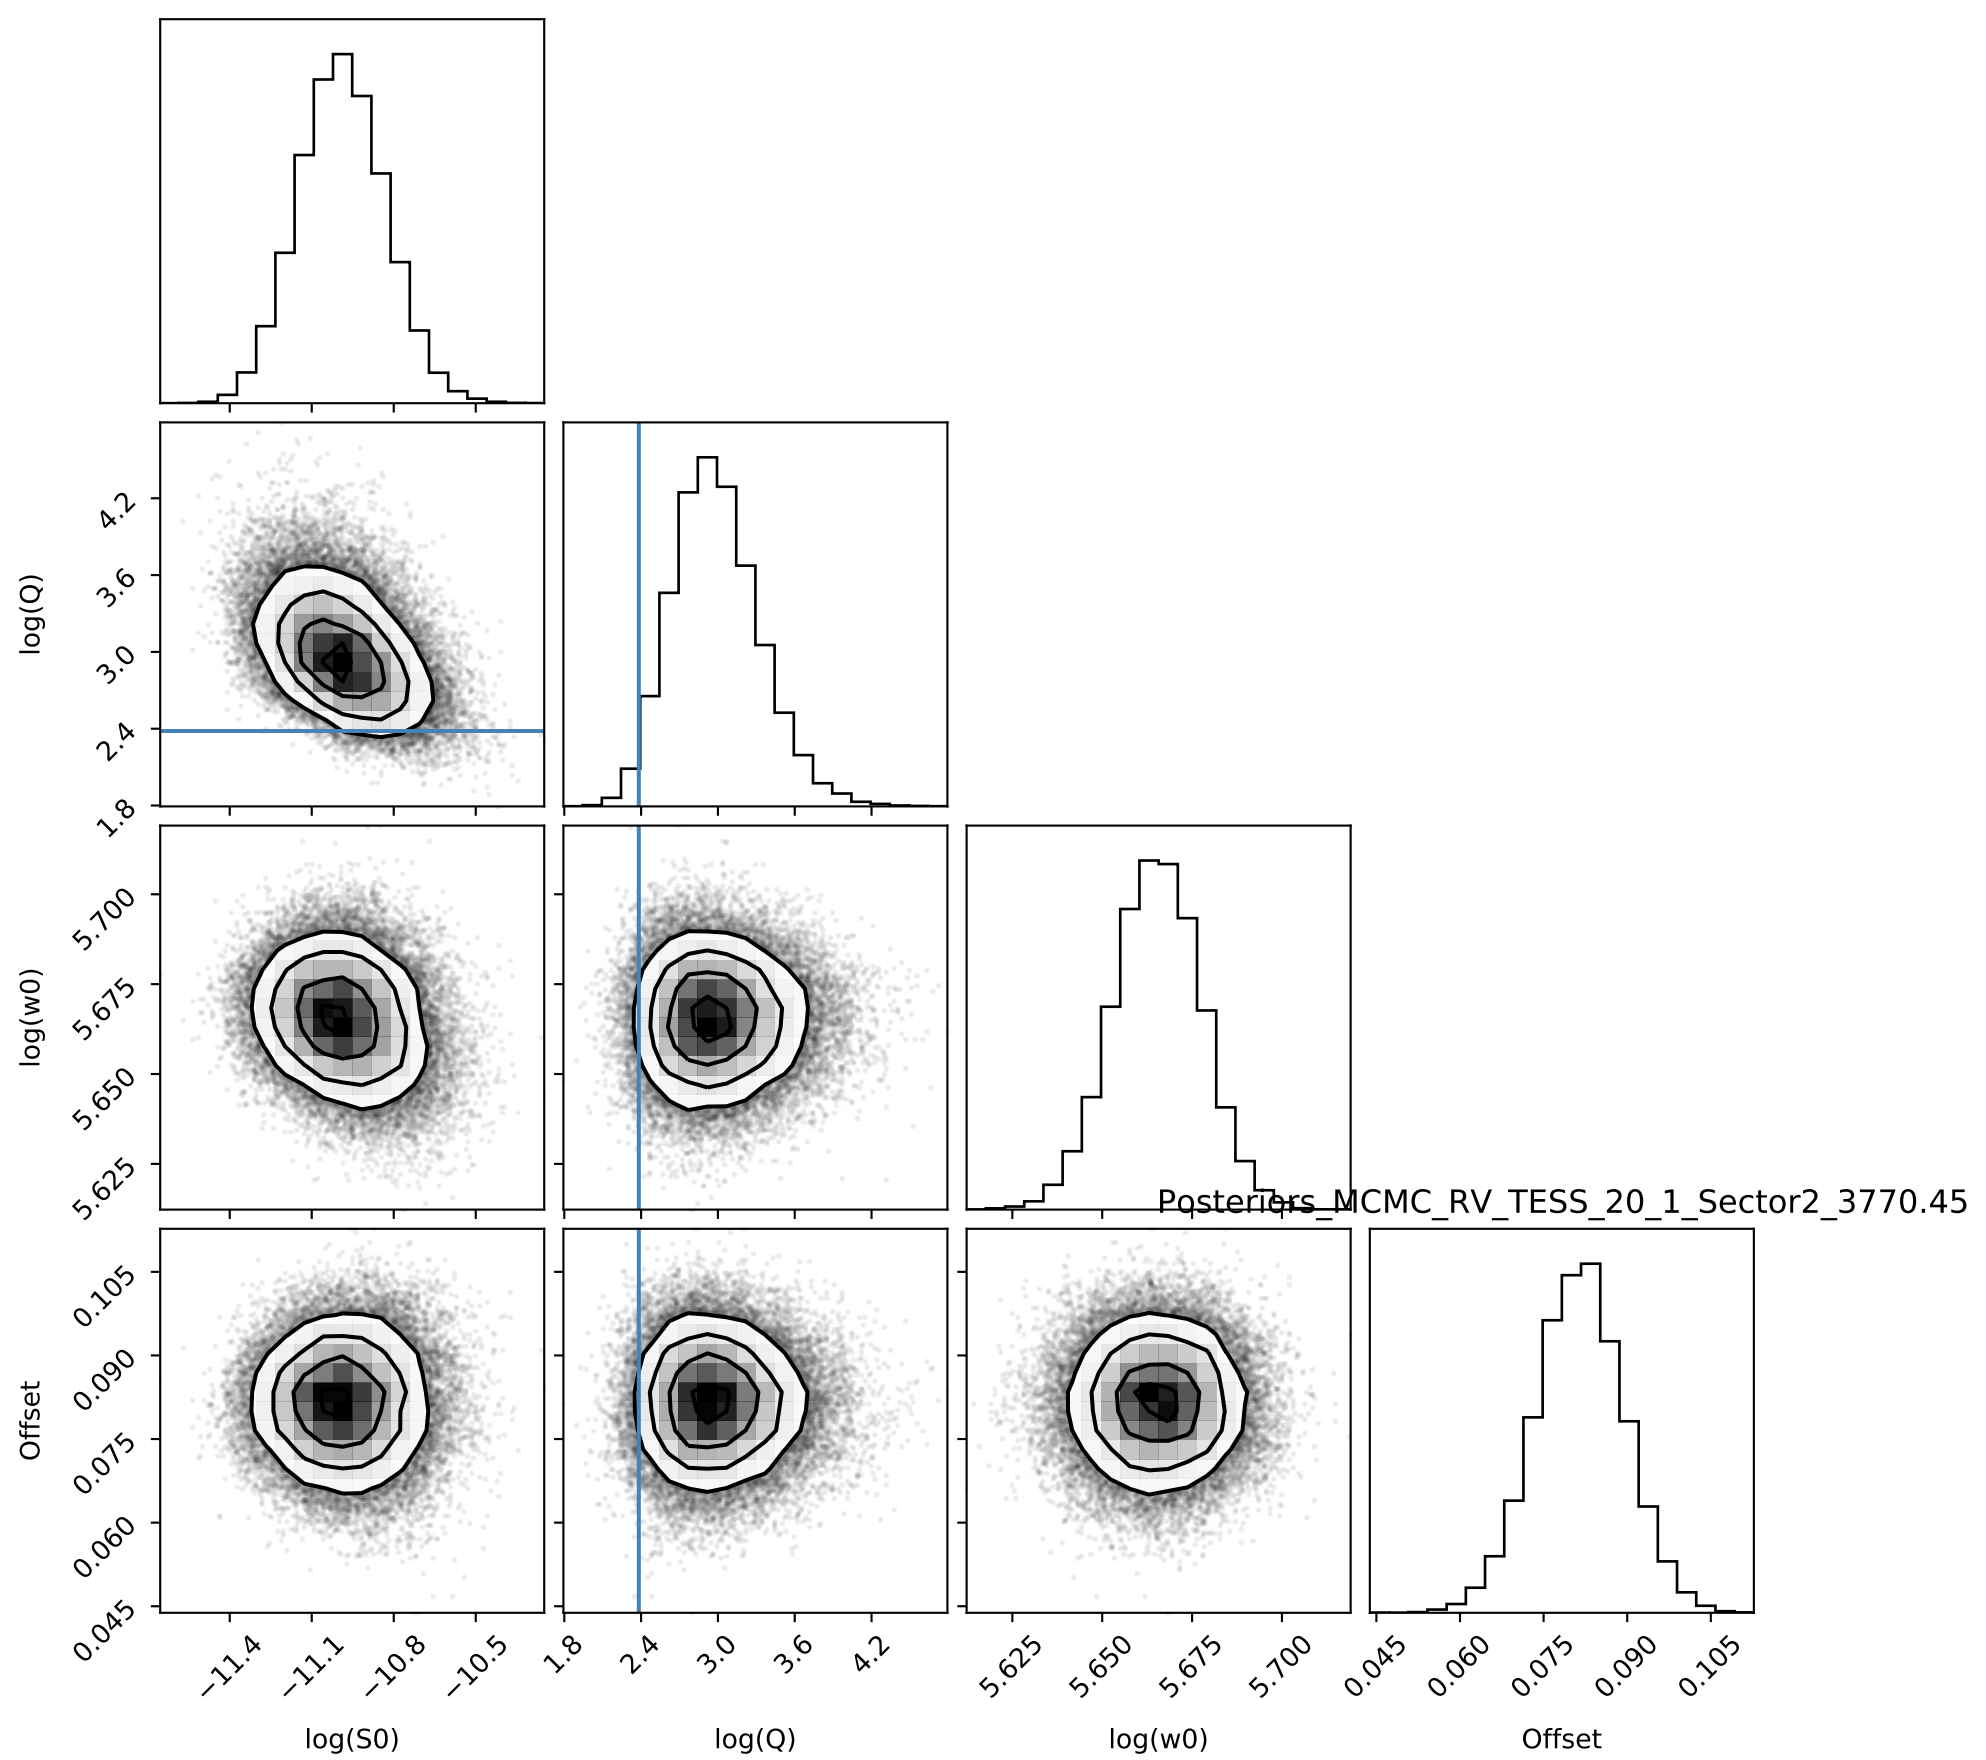 4.2
3.6
3.0
2.4
1.8
log(Q)
5.700
5.675
5.650
5.625
log(w0)
Posteriors_MCMC_RV_TESS_20_1_Sector2_3770.45
0.105
0.090
0.075
0.060
0.045
Offset
−11.4 −11.1 −10.8 −10.5
1.8 2.4 3.0 3.6 4.2
5.625 5.650 5.675 5.700
0.045 0.060 0.075 0.090 0.105
log(S0) log(Q) log(w0) Offset